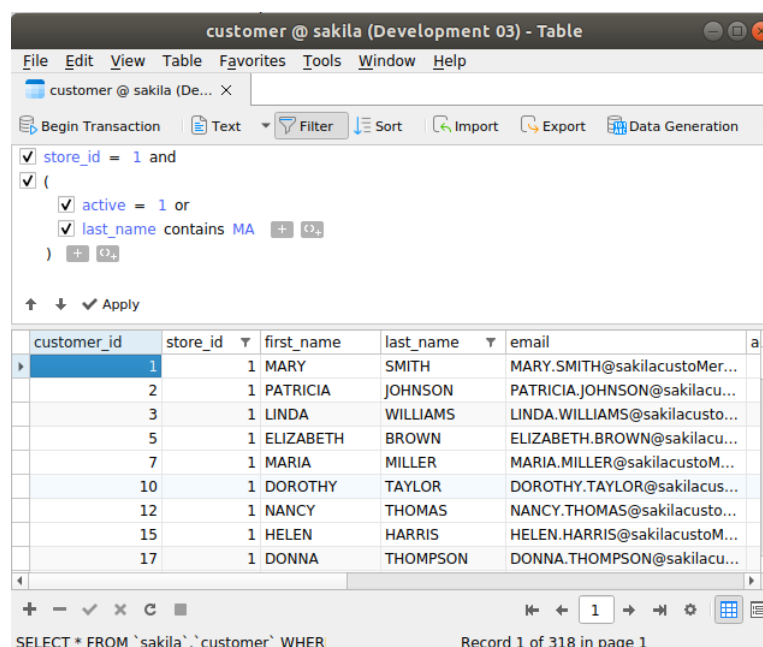 customer @ sakila (Development 03) - Table
File Edit View Table Favorites Tools Window Help
customer @ sakila (De... ×
Begin Transaction Text Filter Sort Import Export Data Generation
store_id = 1 and
(
active = 1 or
last_name contains MA
)
Apply
customer_id store_id first_name last_name email a
1 1 MARY SMITH MARY.SMITH@sakilacustoMer...
2 1 PATRICIA JOHNSON PATRICIA.JOHNSON@sakilacu...
3 1 LINDA WILLIAMS LINDA.WILLIAMS@sakilacusto...
5 1 ELIZABETH BROWN ELIZABETH.BROWN@sakilacu...
7 1 MARIA MILLER MARIA.MILLER@sakilacustoM...
10 1 DOROTHY TAYLOR DOROTHY.TAYLOR@sakilacus...
12 1 NANCY THOMAS NANCY.THOMAS@sakilacusto...
15 1 HELEN HARRIS HELEN.HARRIS@sakilacustoM...
17 1 DONNA THOMPSON DONNA.THOMPSON@sakilacu...
1
SELECT * FROM `sakila`.`customer` WHER Record 1 of 318 in page 1